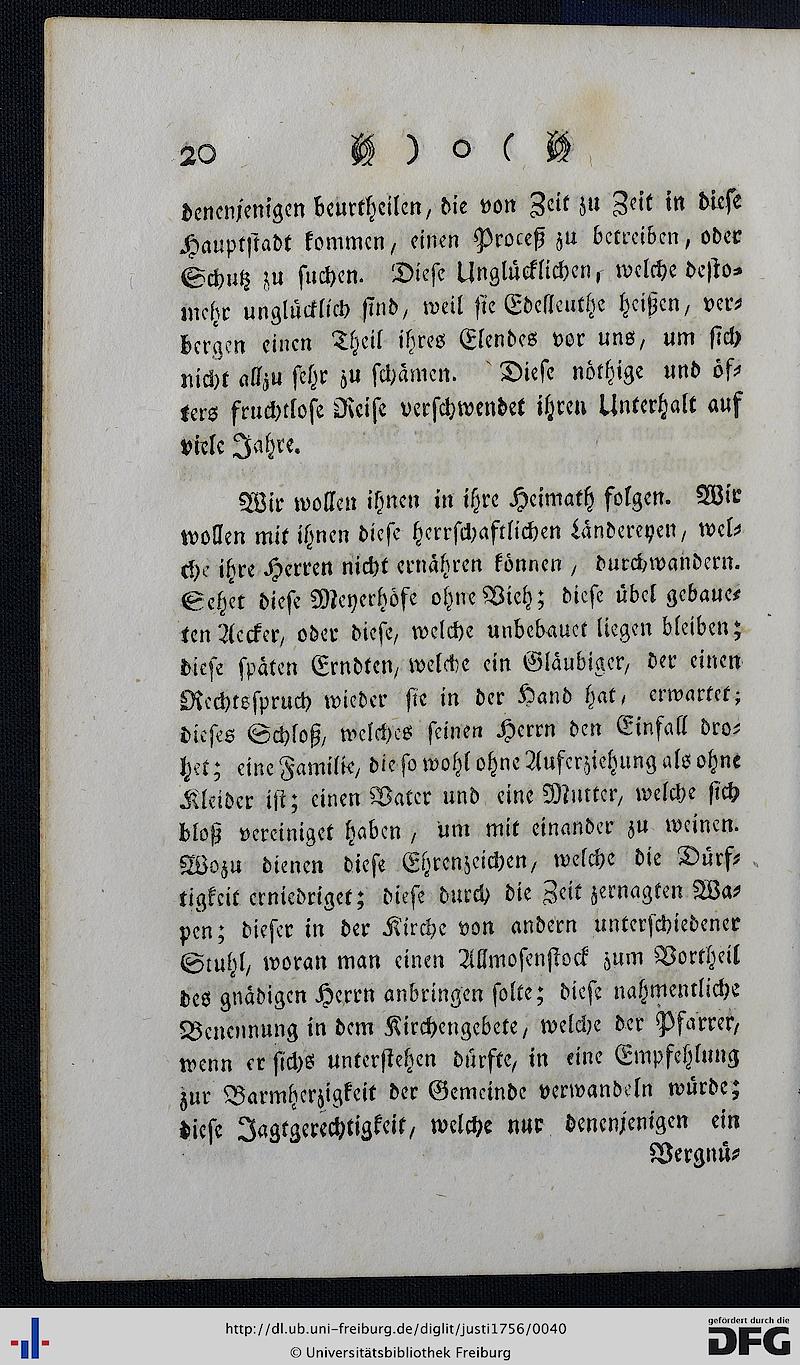 20 ) o (
denenjenigen beurtheilen, die von Zeit zu Zeit in diese
Hauptstadt kommen, einen Proceß zu betreiben, oder
Schutz zu suchen. Diese Unglücklichen, welche desto-
mehr unglücklich sind, weil sie Edelleuthe heißen, ver-
bergen einen Theil ihres Elendes vor uns, um sich
nicht allzu sehr zu schämen. Diese nöthige und öf-
ters fruchtlose Reise verschwendet ihren Unterhalt auf
viele Jahre.
Wir wollen ihnen in ihre Heimath folgen. Wir
wollen mit ihnen diese herrschaftlichen Ländereyen, wel-
che ihre Herren nicht ernähren können, durchwandern.
Sehet diese Meyerhöfe ohne Vieh; diese übel gebaue-
ten Aecker, oder diese, welche unbebauet liegen bleiben;
diese späten Erndten, welche ein Gläubiger, der einen
Rechtsspruch wieder sie in der Hand hat, erwartet;
dieses Schloß, welches seinen Herrn den Einfall dro-
het; eine Familie, die so wohl ohne Auferziehung als ohne
Kleider ist; einen Vater und eine Mutter, welche sich
bloß vereiniget haben, um mit einander zu weinen.
Wozu dienen diese Ehrenzeichen, welche die Dürf-
tigkeit erniedriget; diese durch die Zeit zernagten Wa-
pen; dieser in der Kirche von andern unterschiedener
Stuhl, woran man einen Allmosenstock zum Vortheil
des gnädigen Herrn anbringen solte; diese nahmentliche
Benennung in dem Kirchengebete, welche der Pfarrer,
wenn er sichs unterstehen dürfte, in eine Empfehlung
zur Barmherzigkeit der Gemeinde verwandeln würde;
diese Jagtgerechtigkeit, welche nur denenjenigen ein
Vergnü-
http://dl.ub.uni-freiburg.de/diglit/justi1756/0040
© Universitätsbibliothek Freiburg
gefördert durch die
DFG